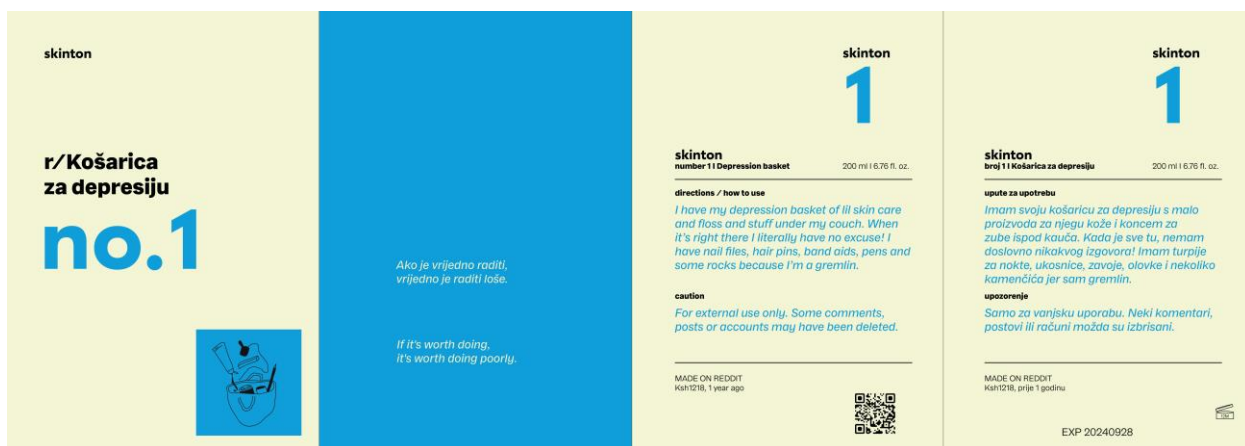 skinton
r/Košarica
za depresiju
no.1
Ako je vrijedno raditi,
vrijedno je raditi loše.
If it's worth doing,
it's worth doing poorly.
skinton
1
skinton
number 1 I Depression basket
200 ml I 6.76 fl. oz.
directions / how to use
I have my depression basket of lil skin care
and floss and stuff under my couch. When
it's right there I literally have no excuse! I
have nail files, hair pins, band aids, pens and
some rocks because I'm a gremlin.
caution
For external use only. Some comments,
posts or accounts may have been deleted.
MADE ON REDDIT
Ksh1218, 1 year ago
skinton
1
skinton
broj 1 I Košarica za depresiju
200 ml I 6.76 fl. oz.
upute za upotrebu
Imam svoju košaricu za depresiju s malo
proizvoda za njegu kože i koncem za
zube ispod kauča. Kada je sve tu, nemam
doslovno nikakvog izgovora! Imam turpije
za nokte, ukosnice, zavoje, olovke i nekoliko
kamenčića jer sam gremlin.
upozorenje
Samo za vanjsku uporabu. Neki komentari,
postovi ili računi možda su izbrisani.
MADE ON REDDIT
Ksh1218, prije 1 godinu
EXP 20240928